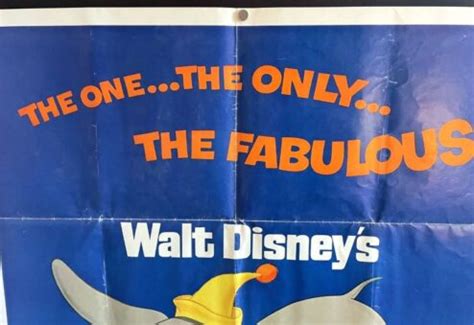 THE ONE...THE ONLY...
THE FABULOUS
Walt Disney's